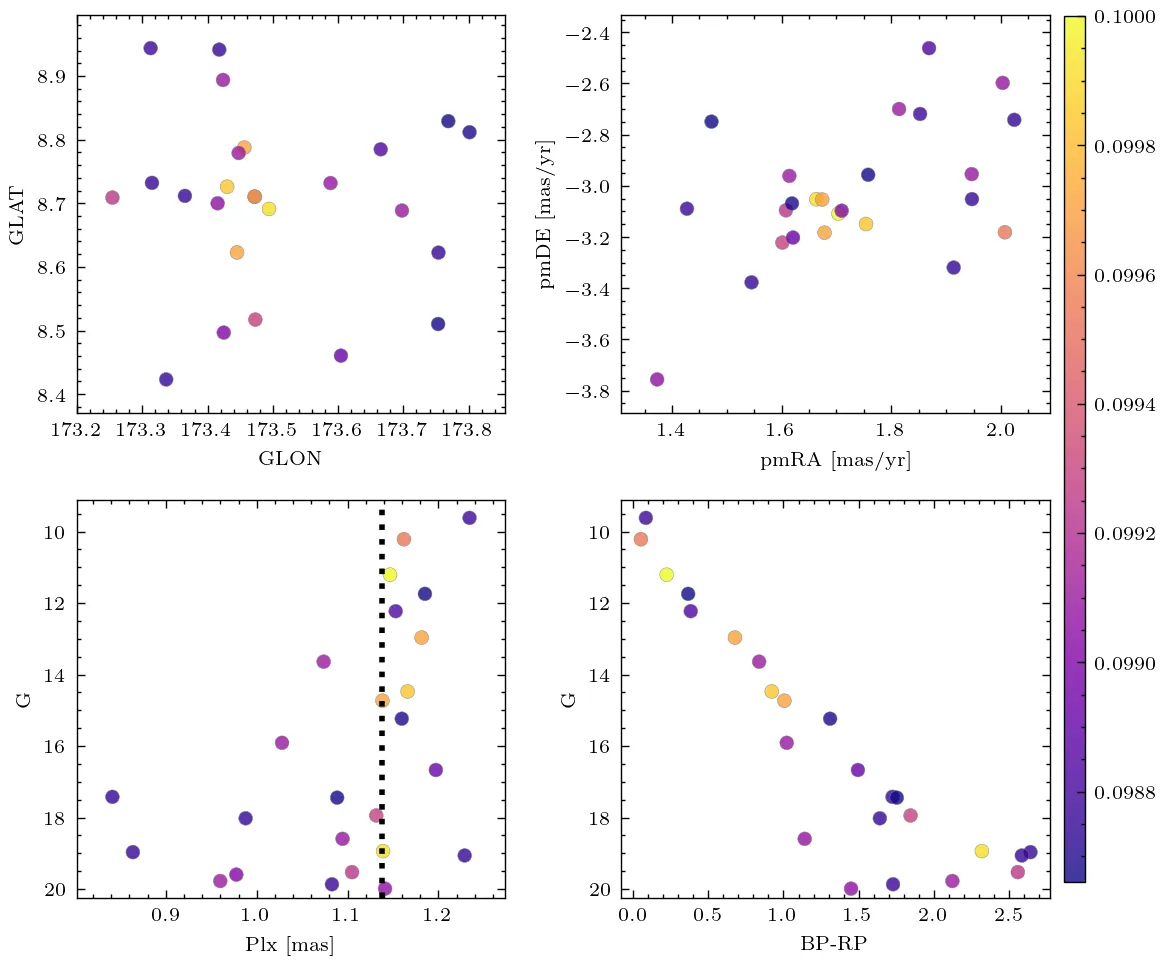 8.9
8.8
8.7
8.6
8.5
8.4
GLAT
173.2 173.3 173.4 173.5 173.6 173.7 173.8
GLON
−2.4
−2.6
−2.8
−3.0
−3.2
−3.4
−3.6
−3.8
pmDE [mas/yr]
1.4 1.6 1.8 2.0
pmRA [mas/yr]
0.1000
0.0998
0.0996
0.0994
0.0992
0.0990
0.0988
10
12
14
16
18
20
G
0.9 1.0 1.1 1.2
Plx [mas]
10
12
14
16
18
20
G
0.0 0.5 1.0 1.5 2.0 2.5
BP-RP